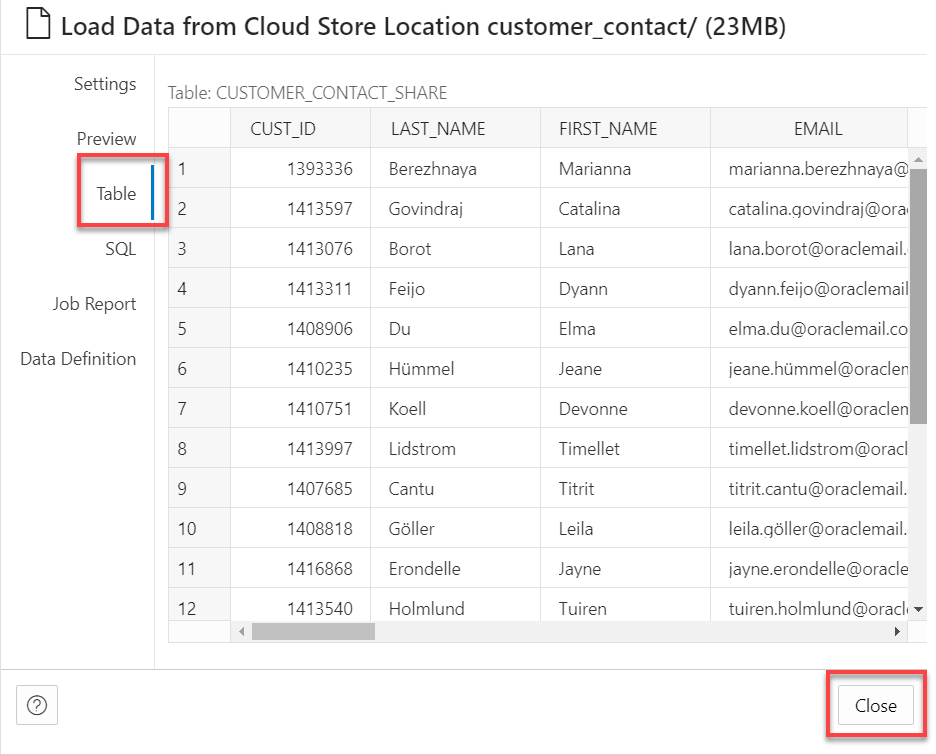 Load Data from Cloud Store Location customer_contact/ (23MB)
Settings
Preview
Table
SQL
Job Report
Data Definition
Table: CUSTOMER_CONTACT_SHARE
CUST_ID LAST_NAME FIRST_NAME EMAIL
1 1393336 Berezhnaya Marianna marianna.berezhnaya@
2 1413597 Govindraj Catalina catalina.govindraj@ora
3 1413076 Borot Lana lana.borot@oraclemail.
4 1413311 Feijo Dyann dyann.feijo@oraclemail
5 1408906 Du Elma elma.du@oraclemail.co
6 1410235 Hümmel Jeane jeane.hümmel@oraclem
7 1410751 Koell Devonne devonne.koell@oraclem
8 1413997 Lidstrom Timellet timellet.lidstrom@oracl
9 1407685 Cantu Titrit titrit.cantu@oraclemail.
10 1408818 Göller Leila leila.göller@oraclemail.
11 1416868 Erondelle Jayne jayne.erondelle@oracle
12 1413540 Holmlund Tuiren tuiren.holmlund@oracl
?
Close